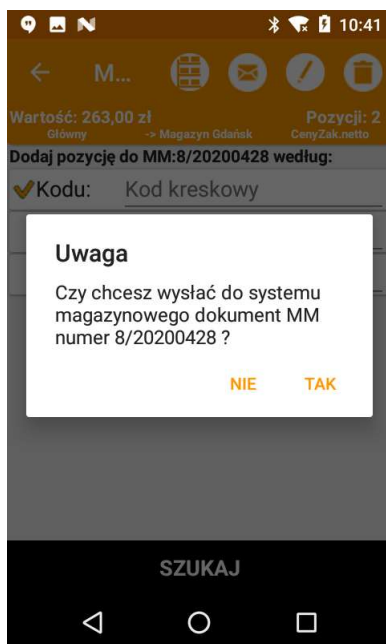 10:41
M...
Wartość: 263,00 zł Pozycji: 2
Główny -> Magazyn Gdańsk CenyZak.netto
Dodaj pozycję do MM:8/20200428 według:
Kodu: Kod kreskowy
Uwaga
Czy chcesz wysłać do systemu
magazynowego dokument MM
numer 8/20200428 ?
NIE TAK
SZUKAJ